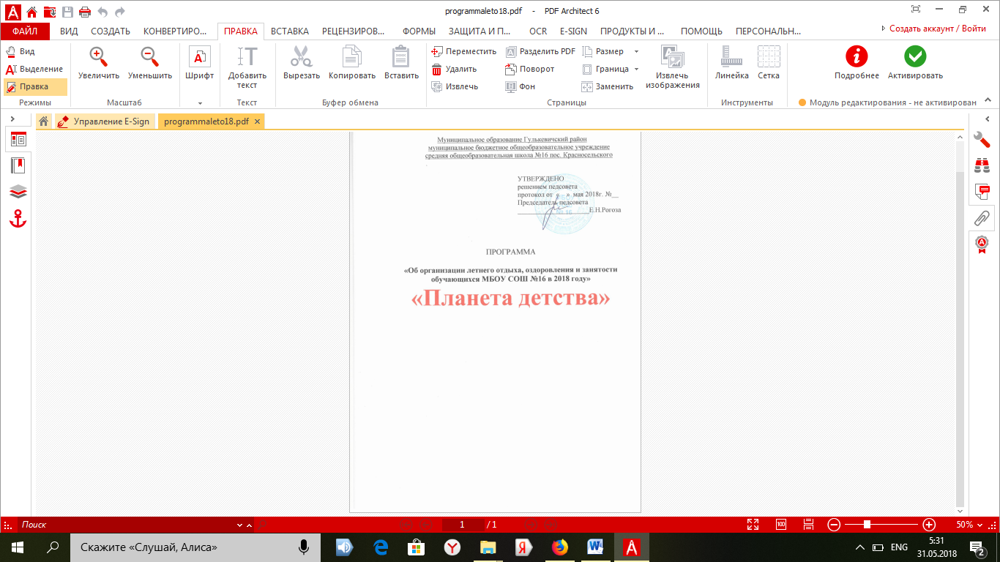 programmaleto18.pdf - PDF Architect 6
ФАЙЛ ВИД СОЗДАТЬ КОНВЕРТИРО... ПРАВКА ВСТАВКА РЕЦЕНЗИРОВ... ФОРМЫ ЗАЩИТА И П... OCR E-SIGN ПРОДУКТЫ И ... ПОМОЩЬ ПЕРСОНАЛЬН... Создать аккаунт / Войти
Вид
Выделение
Правка
Режимы
Увеличить Уменьшить
Масштаб
Шрифт
Добавить текст
Текст
Вырезать Копировать Вставить
Буфер обмена
Переместить Разделить PDF Размер
Удалить Поворот Граница
Извлечь Фон Заменить
Извлечь изображения
Страницы
Линейка Сетка
Инструменты
Подробнее Активировать
Модуль редактирования - не активирован
Управление E-Sign programmaleto18.pdf
Муниципальное образование Гулькевичский район
муниципальное бюджетное общеобразовательное учреждение
средняя общеобразовательная школа №16 пос. Красносельского
УТВЕРЖДЕНО
решением педсовета
протокол от « » мая 2018г. №__
Председатель педсовета
____________________Е.Н.Рогоза
ПРОГРАММА
«Об организации летнего отдыха, оздоровления и занятости
обучающихся МБОУ СОШ №16 в 2018 году»
«Планета детства»
Поиск 1 / 1 100 50%
Скажите «Слушай, Алиса»
ENG
5:31
31.05.2018
2